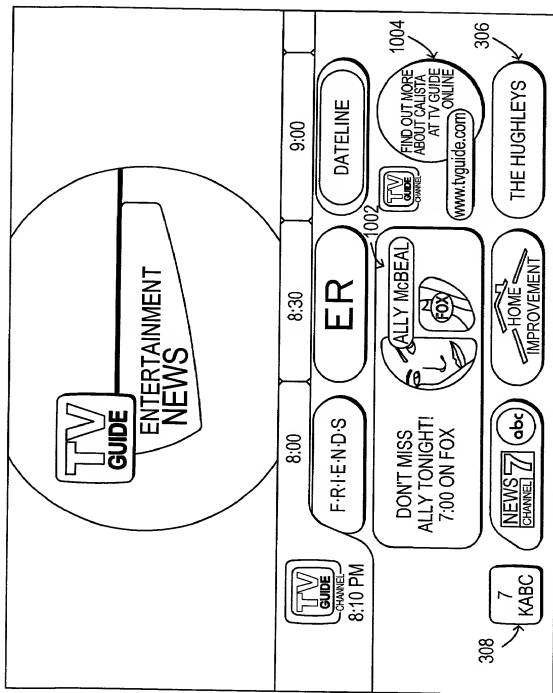 TV
GUIDE
ENTERTAINMENT
NEWS
TV
GUIDE
CHANNEL
8:10 PM
8:00
8:30
9:00
F·R·I·E·N·D·S
ER
DATELINE
DON'T MISS
ALLY TONIGHT!
7:00 ON FOX
ALLY McBEAL
FOX
1002
TV
GUIDE
CHANNEL
FIND OUT MORE
ABOUT CALISTA
AT TV GUIDE
ONLINE
www.tvguide.com
1004
7
KABC
308
NEWS 7
CHANNEL
abc
HOME
IMPROVEMENT
THE HUGHLEYS
306